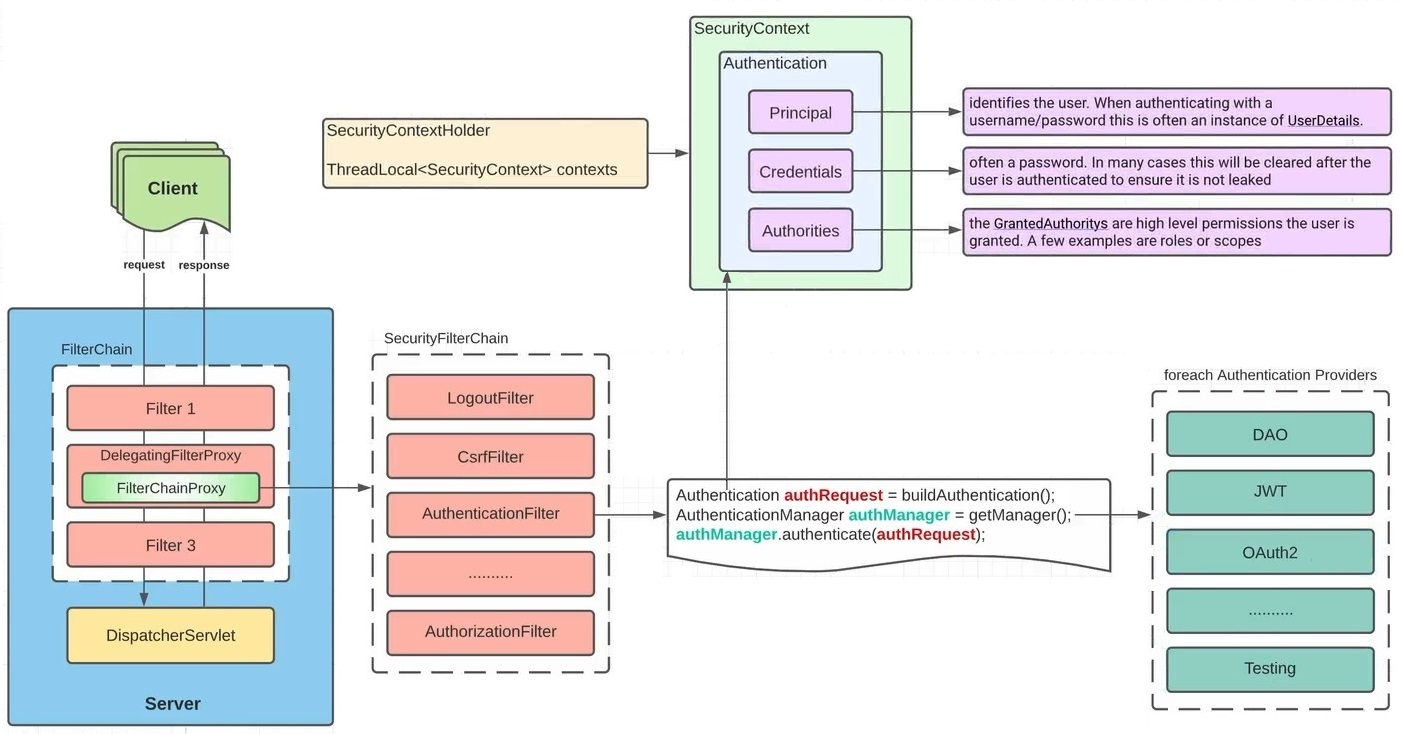 SecurityContext
Authentication
Principal
Credentials
Authorities
identifies the user. When authenticating with a
username/password this is often an instance of UserDetails.
often a password. In many cases this will be cleared after the
user is authenticated to ensure it is not leaked
the GrantedAuthoritys are high level permissions the user is
granted. A few examples are roles or scopes
SecurityContextHolder
ThreadLocal<SecurityContext> contexts
Client
request
response
FilterChain
Filter 1
DelegatingFilterProxy
FilterChainProxy
Filter 3
DispatcherServlet
Server
SecurityFilterChain
LogoutFilter
CsrfFilter
AuthenticationFilter
..........
AuthorizationFilter
Authentication authRequest = buildAuthentication();
AuthenticationManager authManager = getManager();
authManager.authenticate(authRequest);
foreach Authentication Providers
DAO
JWT
OAuth2
..........
Testing